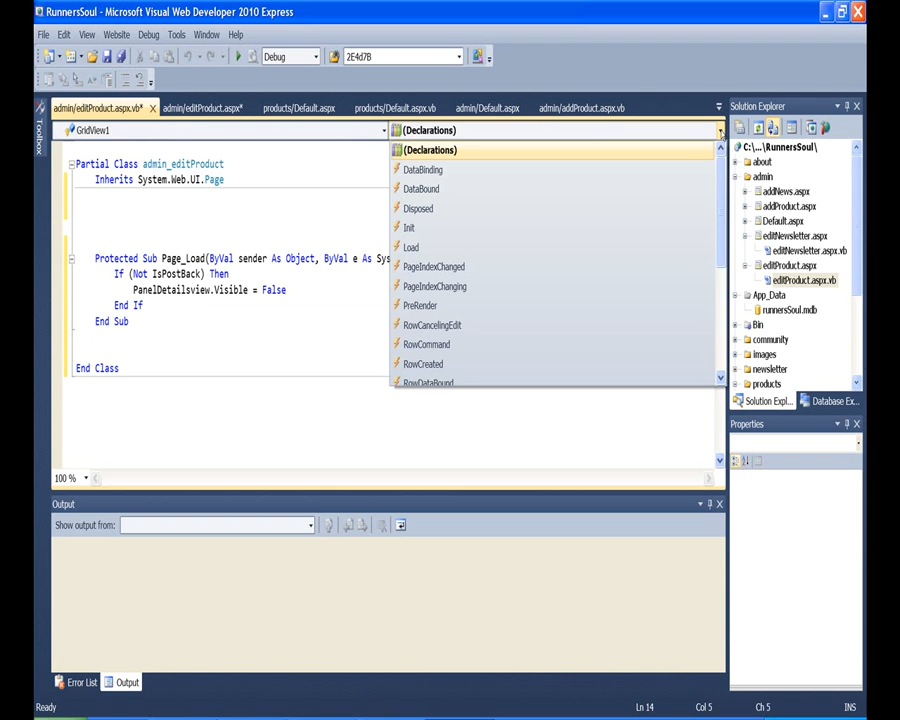 RunnersSoul - Microsoft Visual Web Developer 2010 Express
File Edit View Website Debug Tools Window Help
Debug 2E4d7B
admin/editProduct.aspx.vb* admin/editProduct.aspx* products/Default.aspx products/Default.aspx.vb admin/Default.aspx admin/addProduct.aspx.vb
GridView1 (Declarations)
Partial Class admin_editProduct
Inherits System.Web.UI.Page
Protected Sub Page_Load(ByVal sender As Object, ByVal e As Sys
If (Not IsPostBack) Then
PanelDetailsview.Visible = False
End If
End Sub
End Class
(Declarations)
DataBinding
DataBound
Disposed
Init
Load
PageIndexChanged
PageIndexChanging
PreRender
RowCancelingEdit
RowCommand
RowCreated
RowDataBound
100 %
Toolbox
Solution Explorer
C:\...\RunnersSoul\
about
admin
addNews.aspx
addProduct.aspx
Default.aspx
editNewsletter.aspx
editNewsletter.aspx.vb
editProduct.aspx
editProduct.aspx.vb
App_Data
runnersSoul.mdb
Bin
community
images
newsletter
products
Solution Expl... Database Ex...
Properties
Output
Show output from:
Error List Output
Ready Ln 14 Col 5 Ch 5 INS